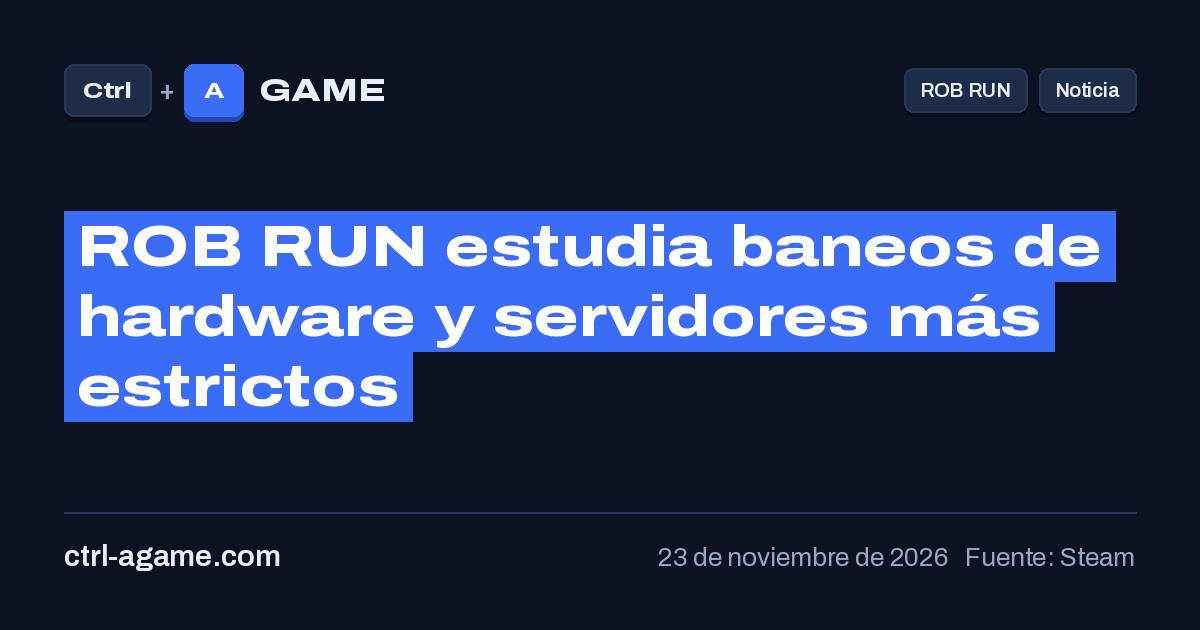 Ctrl + A GAME
ROB RUN Noticia
ROB RUN estudia baneos de
hardware y servidores más
estrictos
ctrl-agame.com
23 de noviembre de 2026 Fuente: Steam